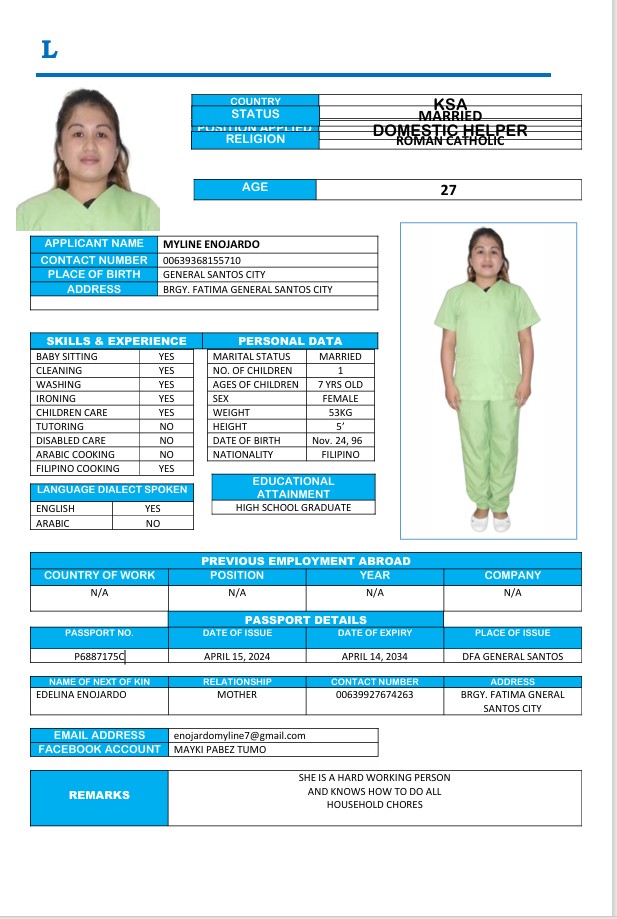 L
COUNTRY KSA
STATUS MARRIED
POSITION APPLIED DOMESTIC HELPER
RELIGION ROMAN CATHOLIC
AGE 27
APPLICANT NAME MYLINE ENOJARDO
CONTACT NUMBER 00639368155710
PLACE OF BIRTH GENERAL SANTOS CITY
ADDRESS BRGY. FATIMA GENERAL SANTOS CITY
SKILLS & EXPERIENCE PERSONAL DATA
BABY SITTING YES MARITAL STATUS MARRIED
CLEANING YES NO. OF CHILDREN 1
WASHING YES AGES OF CHILDREN 7 YRS OLD
IRONING YES SEX FEMALE
CHILDREN CARE YES WEIGHT 53KG
TUTORING NO HEIGHT 5'
DISABLED CARE NO DATE OF BIRTH Nov. 24, 96
ARABIC COOKING NO NATIONALITY FILIPINO
FILIPINO COOKING YES
EDUCATIONAL
ATTAINMENT
HIGH SCHOOL GRADUATE
LANGUAGE DIALECT SPOKEN
ENGLISH YES
ARABIC NO
PREVIOUS EMPLOYMENT ABROAD
COUNTRY OF WORK POSITION YEAR COMPANY
N/A N/A N/A N/A
PASSPORT DETAILS
PASSPORT NO. DATE OF ISSUE DATE OF EXPIRY PLACE OF ISSUE
P6887175C APRIL 15, 2024 APRIL 14, 2034 DFA GENERAL SANTOS
NAME OF NEXT OF KIN RELATIONSHIP CONTACT NUMBER ADDRESS
EDELINA ENOJARDO MOTHER 00639927674263 BRGY. FATIMA GNERAL
SANTOS CITY
EMAIL ADDRESS enojardomyline7@gmail.com
FACEBOOK ACCOUNT MAYKI PABEZ TUMO
REMARKS
SHE IS A HARD WORKING PERSON
AND KNOWS HOW TO DO ALL
HOUSEHOLD CHORES